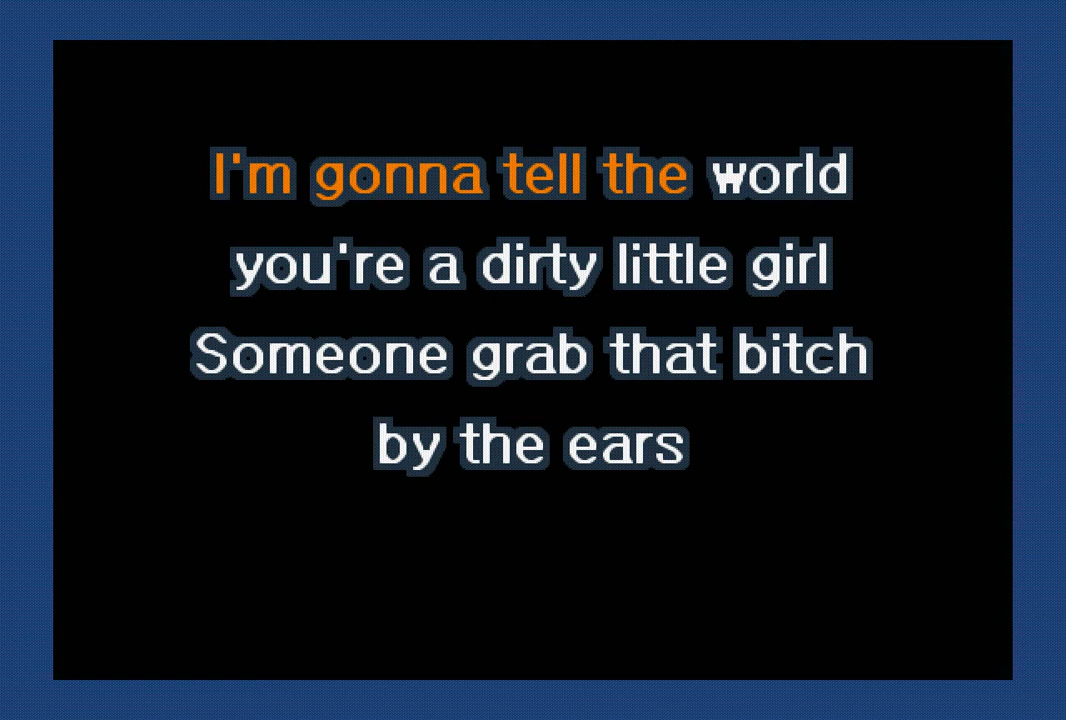 I'm gonna tell the world
you're a dirty little girl
Someone grab that bitch
by the ears